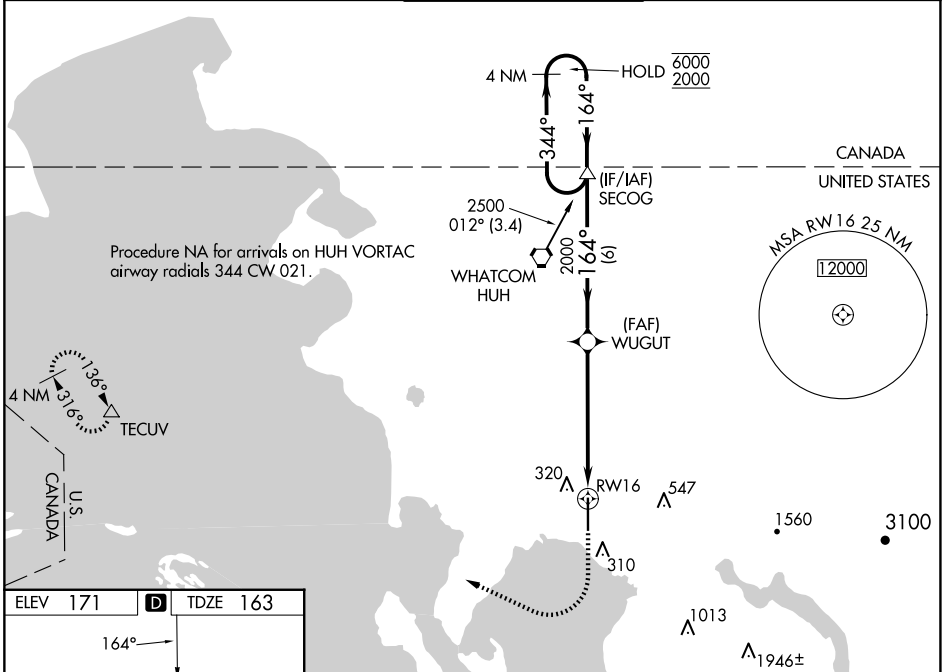 4 NM
HOLD
6000
2000
164°
344°
CANADA
UNITED STATES
(IF/IAF)
SECOG
2500
012° (3.4)
Procedure NA for arrivals on HUH VORTAC
airway radials 344 CW 021.
WHATCOM
HUH
2000
164°
(6)
MSA RW16 25 NM
12000
(FAF)
WUGUT
136°
4 NM
316°
TECUV
U.S.
CANADA
320
RW16
547
1560
3100
310
ELEV 171
D
TDZE 163
164°
1013
1946±